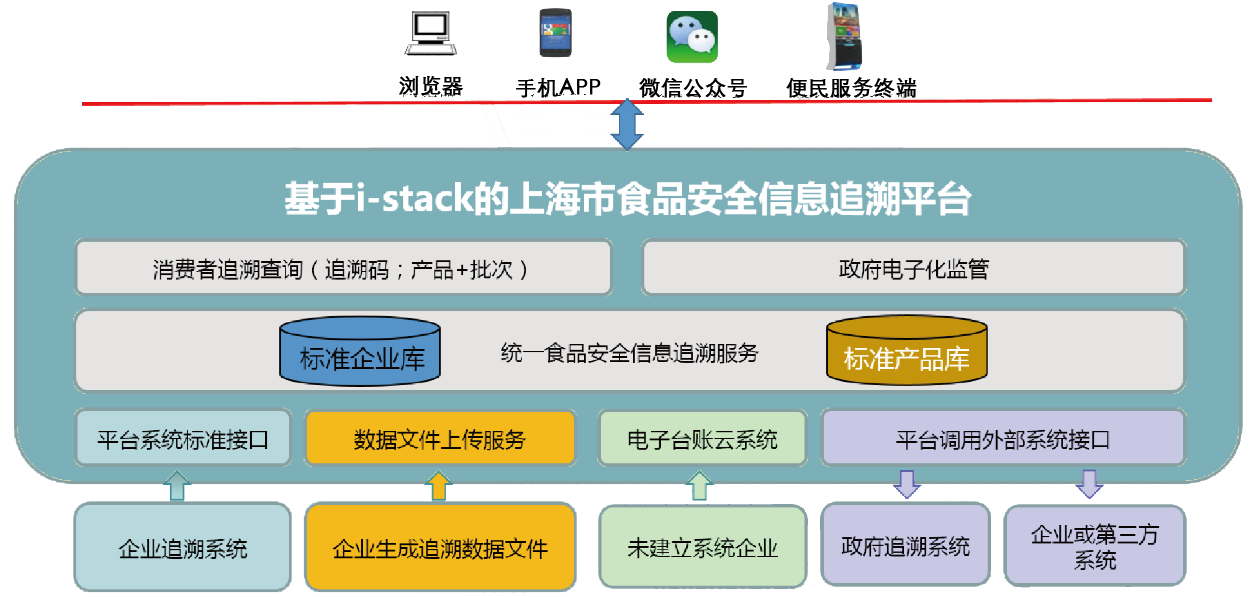 浏览器
手机APP
微信公众号
便民服务终端
基于i-stack的上海市食品安全信息追溯平台
消费者追溯查询（追溯码；产品+批次）
政府电子化监管
标准企业库
统一食品安全信息追溯服务
标准产品库
平台系统标准接口
数据文件上传服务
电子台账云系统
平台调用外部系统接口
企业追溯系统
企业生成追溯数据文件
未建立系统企业
政府追溯系统
企业或第三方
系统